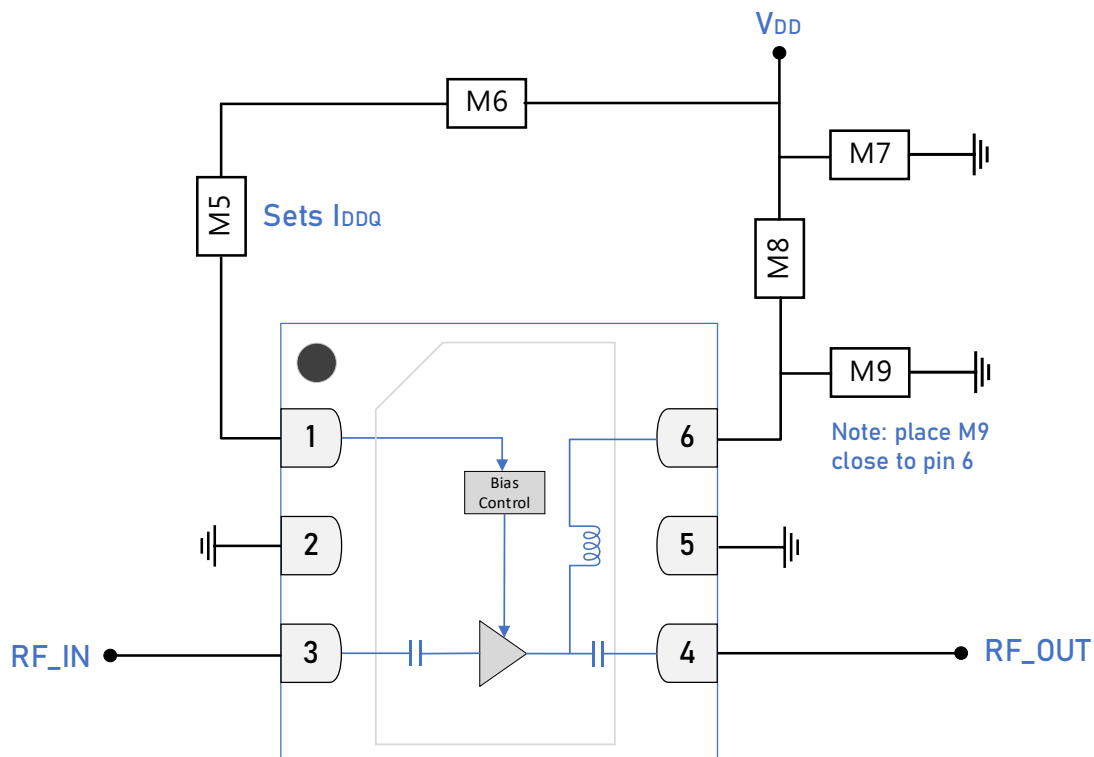 VDD
M6
M7
M5
Sets IDDQ
M8
M9
Note: place M9
close to pin 6
1
6
Bias
Control
2
5
3
4
RF_IN
RF_OUT